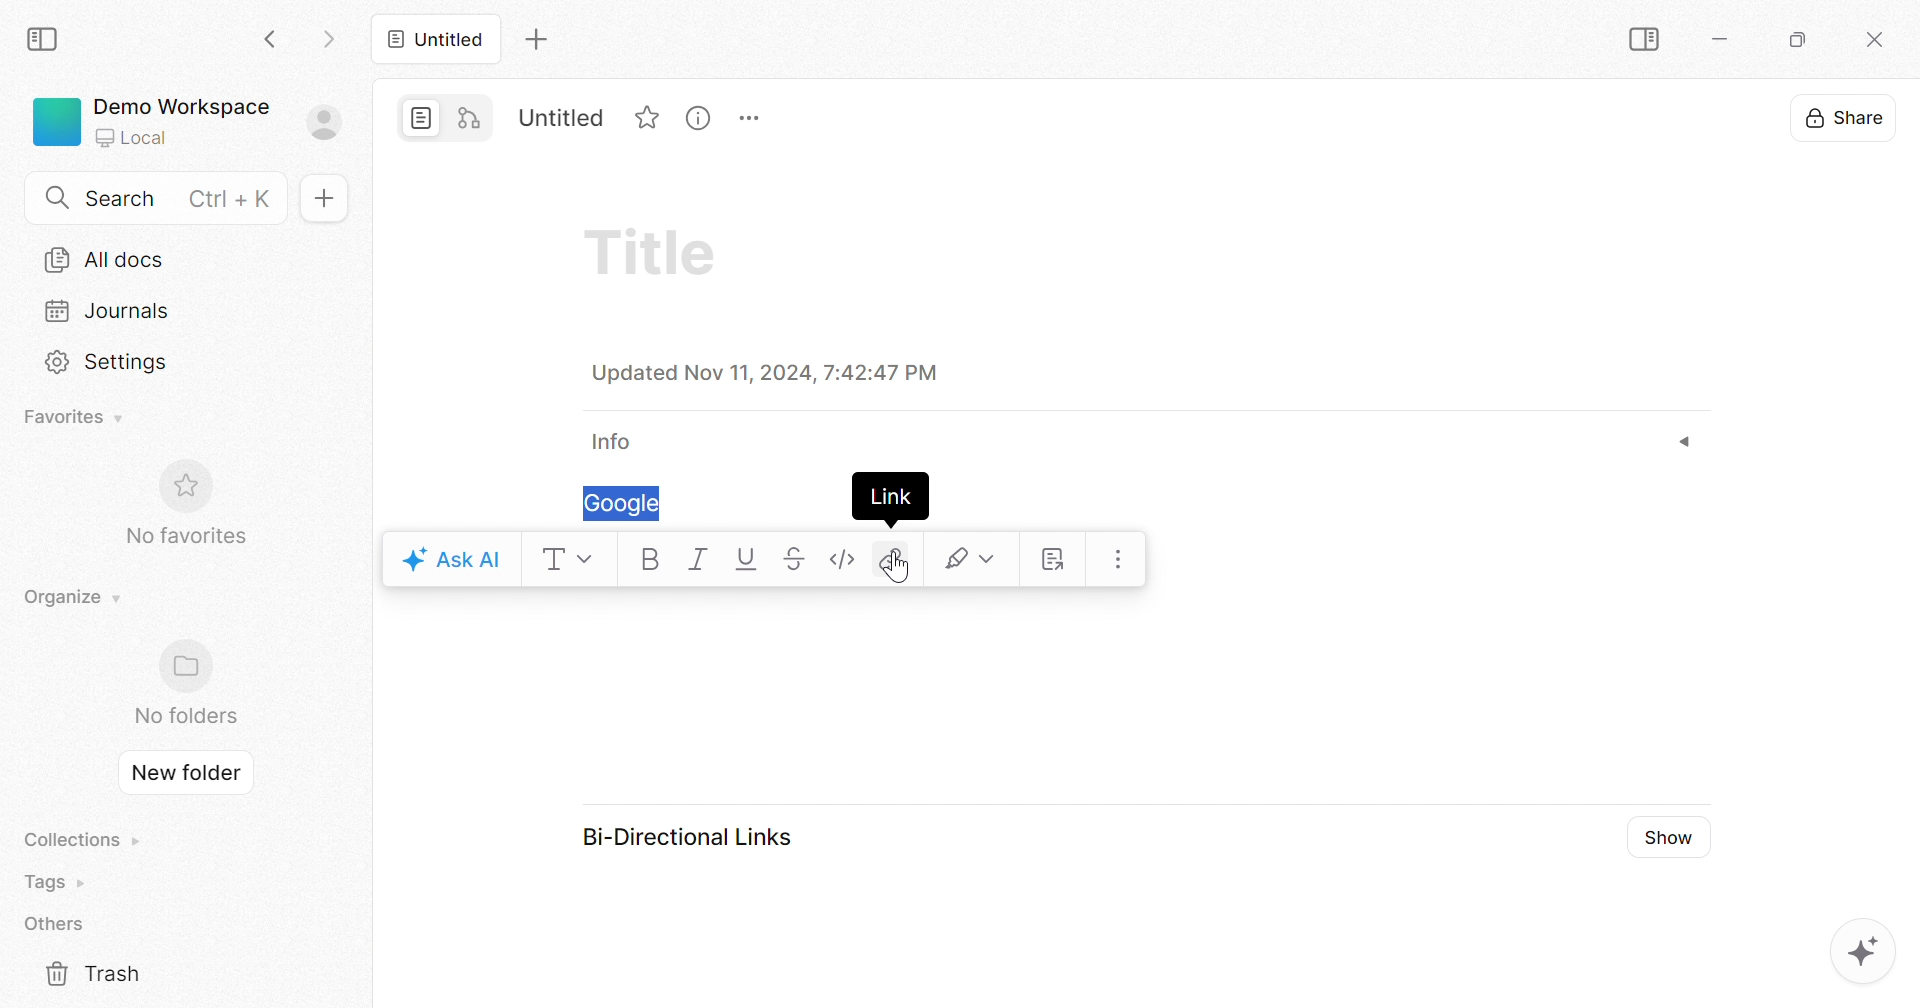 Untitled
Demo Workspace
Local
Search Ctrl + K
All docs
Journals
Settings
Favorites
No favorites
Organize
No folders
New folder
Collections
Tags
Others
Trash
Untitled
Share
Title
Updated Nov 11, 2024, 7:42:47 PM
Info
Google
Link
Ask AI
Bi-Directional Links
Show